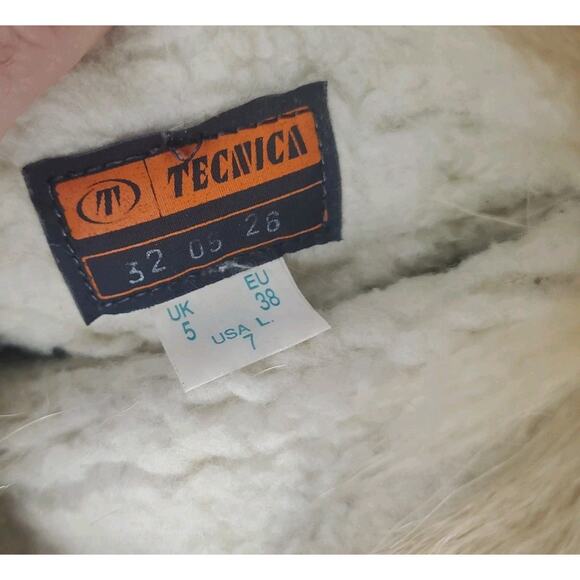 TECNICA
32 05 26
UK EU
5 38
USA L.
7